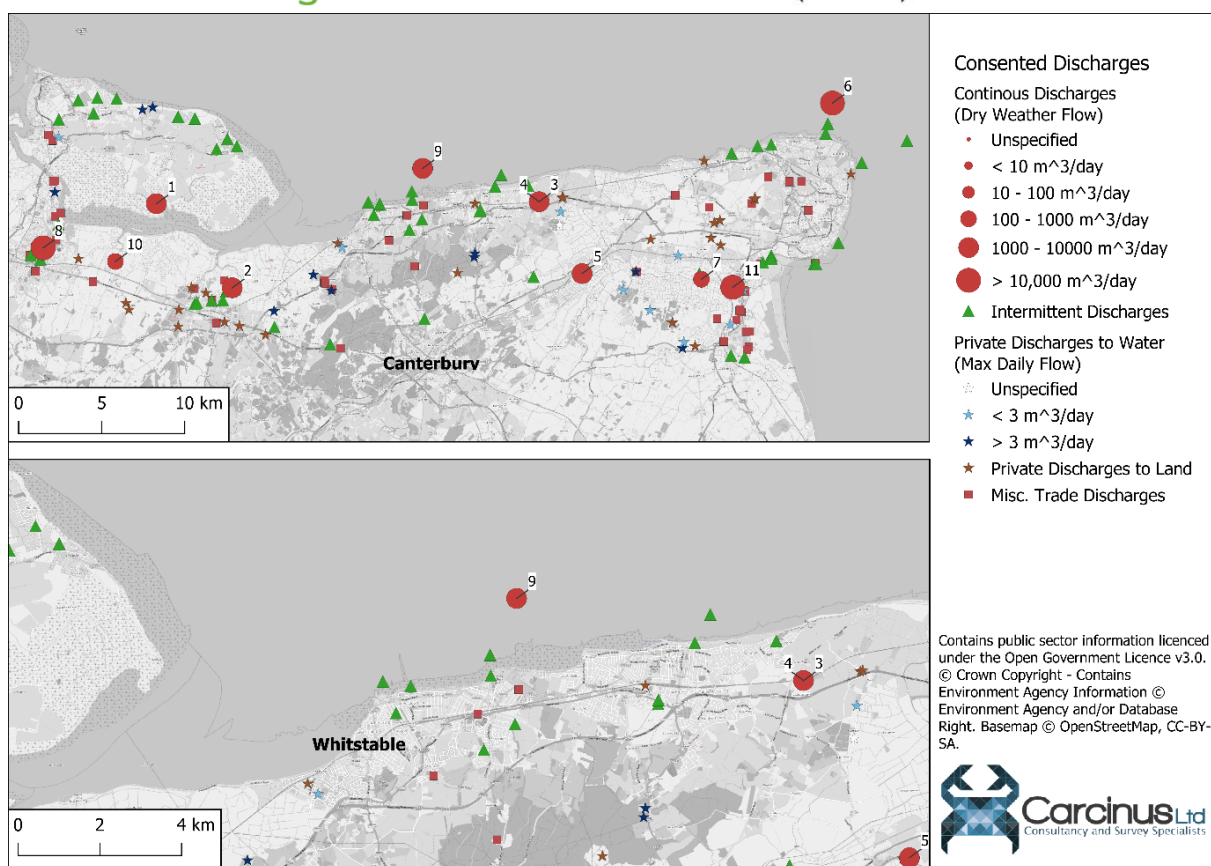 6
9
4
3
1
8
10
2
5
7
11
Canterbury
0
5
10 km
9
4
3
Whitstable
0
2
4 km
5
Consented Discharges
Continous Discharges
(Dry Weather Flow)
Unspecified
< 10 m^3/day
10 - 100 m^3/day
100 - 1000 m^3/day
1000 - 10000 m^3/day
> 10,000 m^3/day
Intermittent Discharges
Private Discharges to Water
(Max Daily Flow)
Unspecified
< 3 m^3/day
> 3 m^3/day
Private Discharges to Land
Misc. Trade Discharges
Contains public sector information licenced
under the Open Government Licence v3.0.
© Crown Copyright - Contains
Environment Agency Information ©
Environment Agency and/or Database
Right. Basemap © OpenStreetMap, CC-BY-
SA.
Carcinus Ltd
Consultancy and Survey Specialists